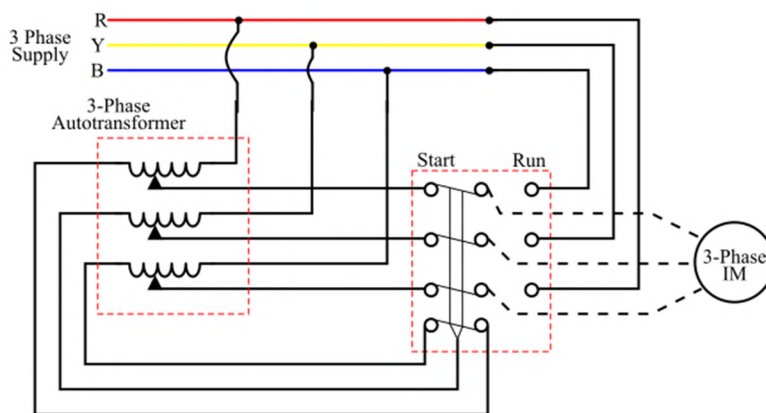 R
3 Phase
Supply
Y
B
3-Phase
Autotransformer
Start
Run
3-Phase
IM